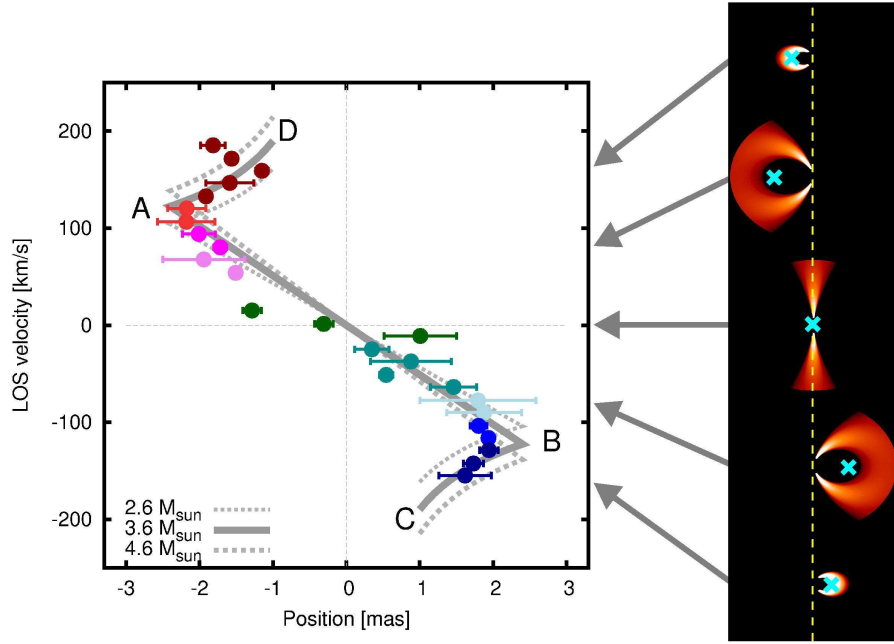 200
100
0
-100
-200
LOS velocity [km/s]
D
A
B
C
2.6 Msun
3.6 Msun
4.6 Msun
-3 -2 -1 0 1 2 3
Position [mas]